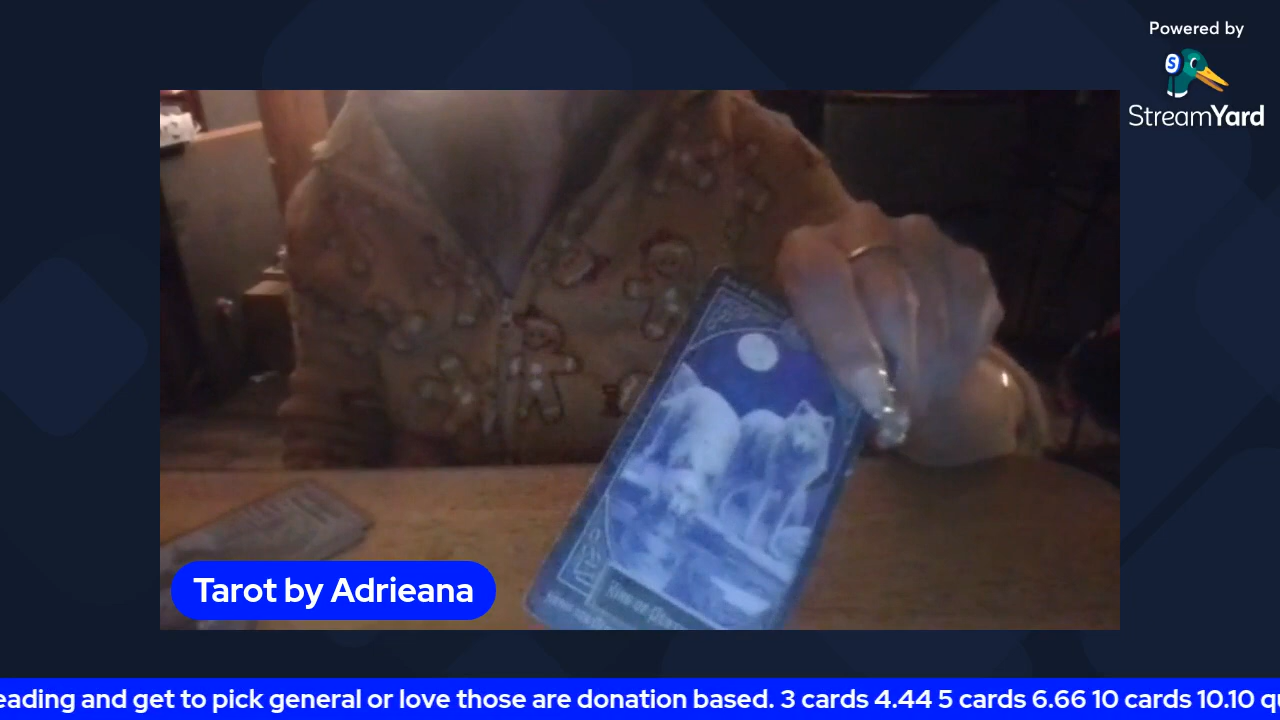 Powered by
S
StreamYard
Tarot by Adrieana
eading and get to pick general or love those are donation based. 3 cards 4.44 5 cards 6.66 10 cards 10.10 qu